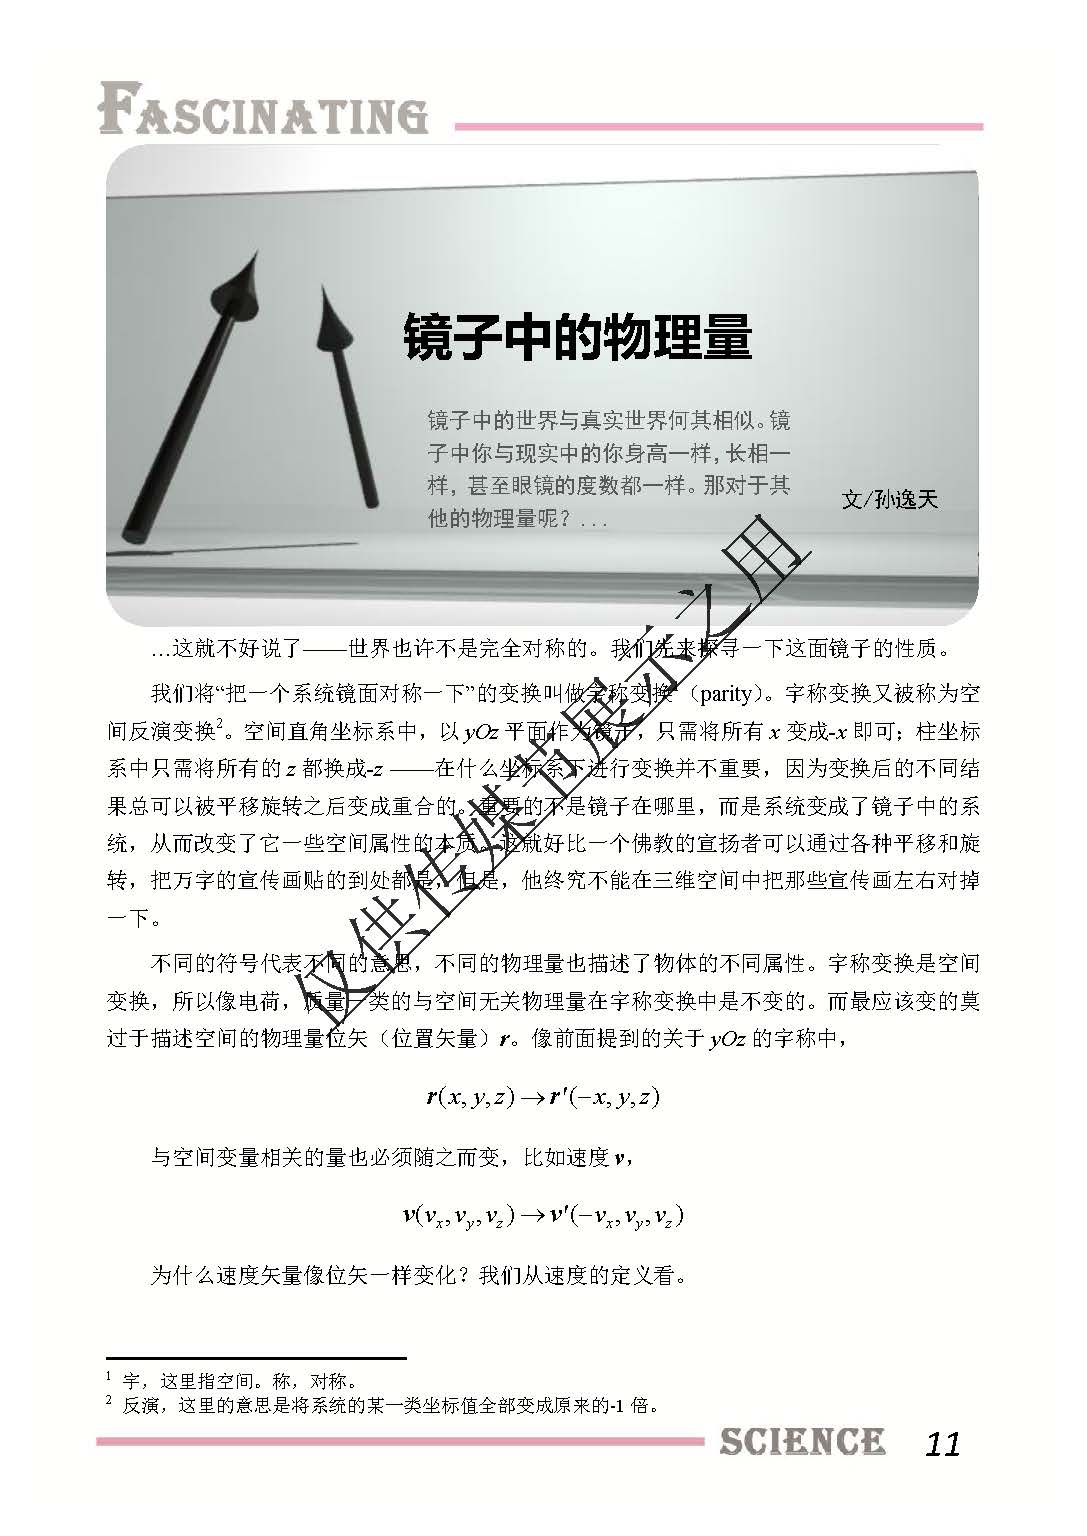 FASCINATING
镜子中的物理量
镜子中的世界与真实世界何其相似。镜
子中你与现实中的你身高一样，长相一
样，甚至眼镜的度数都一样。那对于其
他的物理量呢？...
文/孙逸天
…这就不好说了——世界也许不是完全对称的。我们先来探寻一下这面镜子的性质。
我们将“把一个系统镜面对称一下”的变换叫做宇称变换1（parity）。宇称变换又被称为空
间反演变换2。空间直角坐标系中，以 yOz 平面作为镜子，只需将所有 x 变成-x 即可；柱坐标
系中只需将所有的 z 都换成-z ——在什么坐标系下进行变换并不重要，因为变换后的不同结
果总可以被平移旋转之后变成重合的。重要的不是镜子在哪里，而是系统变成了镜子中的系
统，从而改变了它一些空间属性的本质。这就好比一个佛教的宣扬者可以通过各种平移和旋
转，把万字的宣传画贴的到处都是，但是，他终究不能在三维空间中把那些宣传画左右对掉
一下。
不同的符号代表不同的意思，不同的物理量也描述了物体的不同属性。宇称变换是空间
变换，所以像电荷，质量一类的与空间无关物理量在宇称变换中是不变的。而最应该变的莫
过于描述空间的物理量位矢（位置矢量）r。像前面提到的关于 yOz 的宇称中，
r(x, y, z) → r'(−x, y, z)
与空间变量相关的量也必须随之而变，比如速度 v，
v(vx, vy, vz) → v'(−vx, vy, vz)
为什么速度矢量像位矢一样变化？我们从速度的定义看。
1 宇，这里指空间。称，对称。
2 反演，这里的意思是将系统的某一类坐标值全部变成原来的-1 倍。
SCIENCE 11
仅供传媒书展示之用